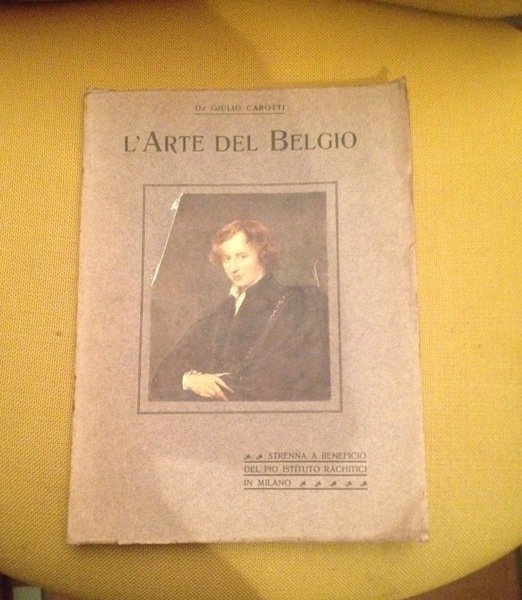 Dr GIULIO CAROTTI
L'ARTE DEL BELGIO
STRENNA A BENEFICIO
DEL PIO ISTITUTO RACHITICI
IN MILANO